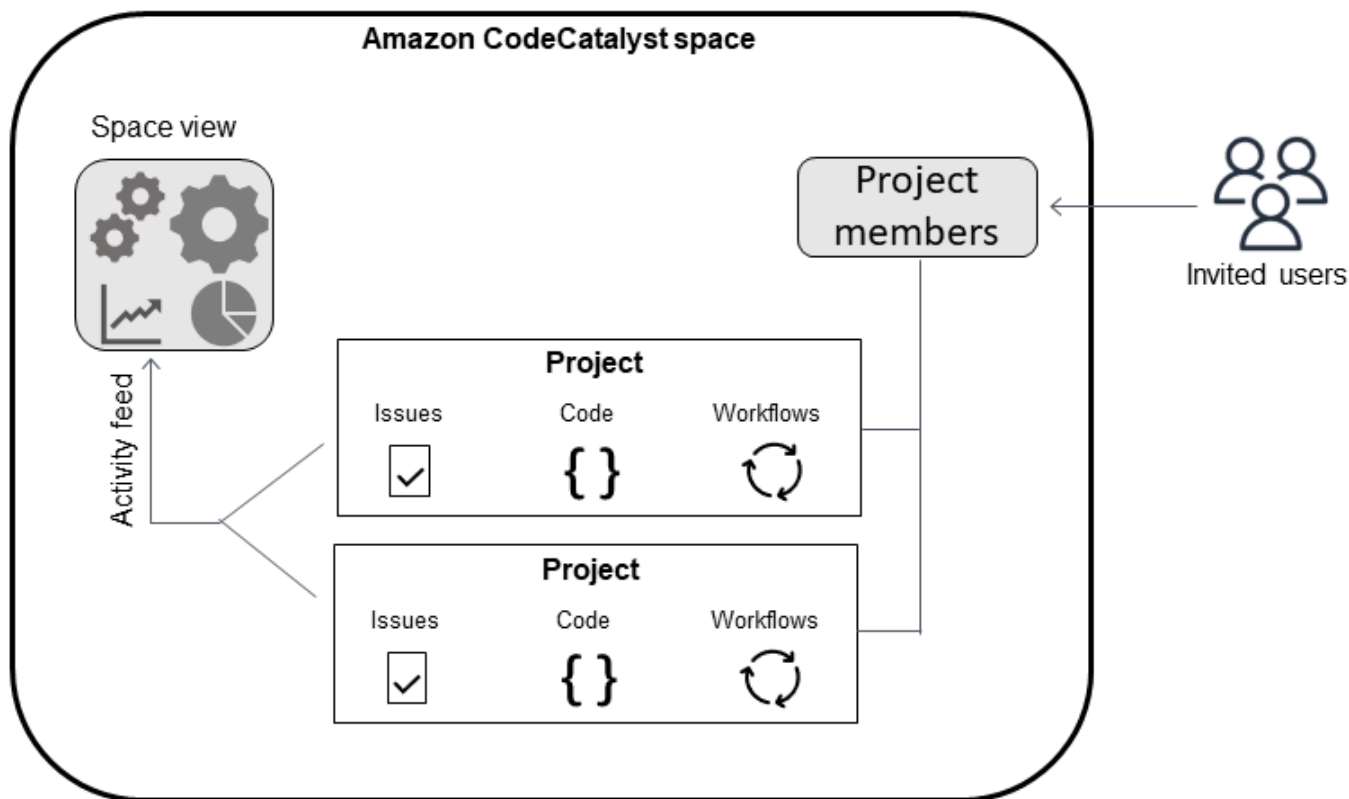 Amazon CodeCatalyst space
Space view
Project
members
Invited users
Activity feed
Project
Issues Code Workflows
{ } 
Project
Issues Code Workflows
{ }